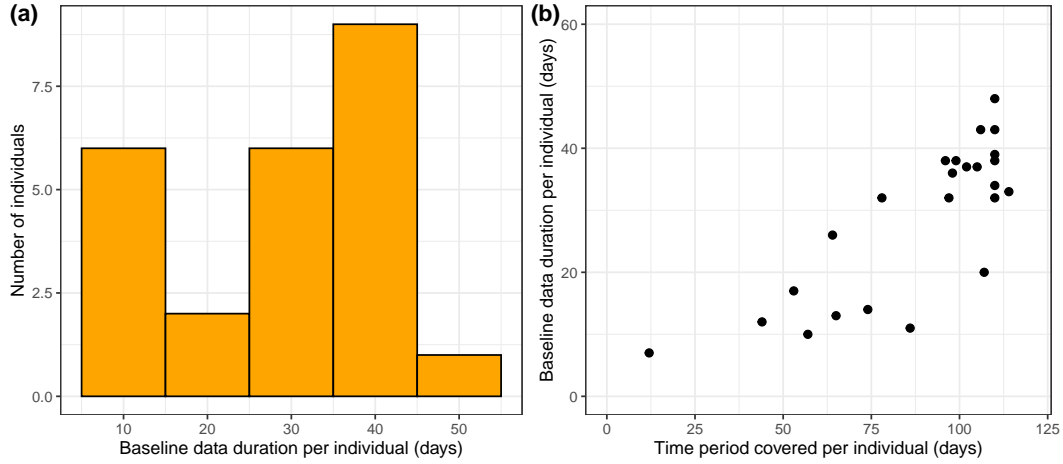 (a)
Number of individuals
7.5
5.0
2.5
0.0
10 20 30 40 50
Baseline data duration per individual (days)
(b)
Baseline data duration per individual (days)
60
40
20
0
0 25 50 75 100 125
Time period covered per individual (days)